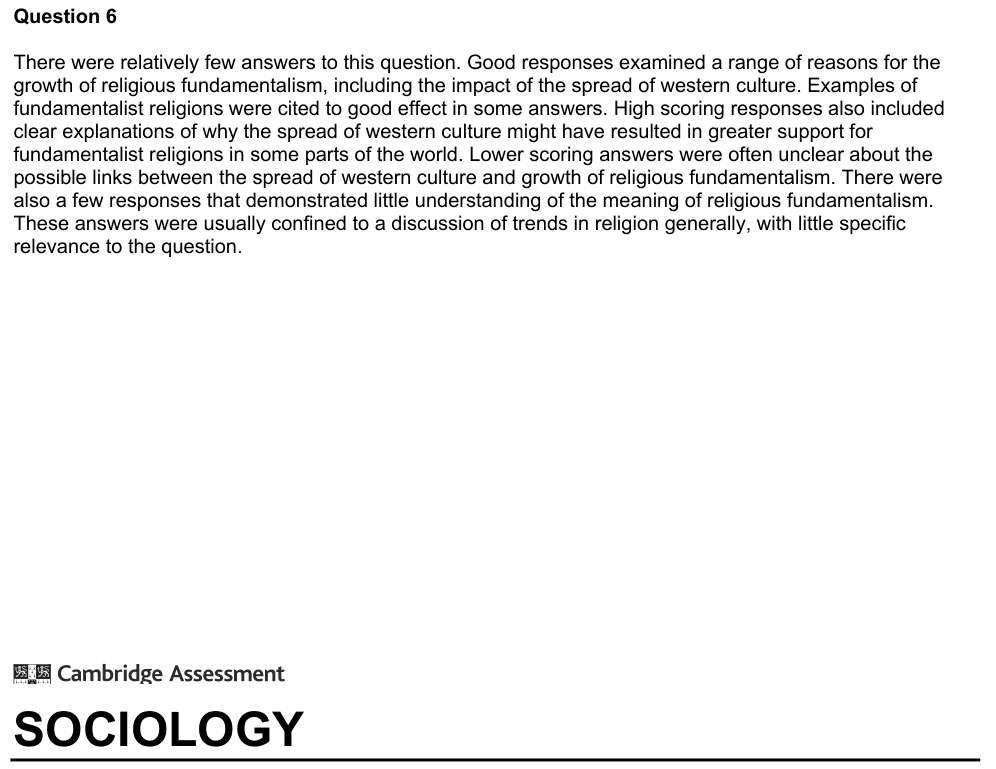 Question 6
There were relatively few answers to this question. Good responses examined a range of reasons for the
growth of religious fundamentalism, including the impact of the spread of western culture. Examples of
fundamentalist religions were cited to good effect in some answers. High scoring responses also included
clear explanations of why the spread of western culture might have resulted in greater support for
fundamentalist religions in some parts of the world. Lower scoring answers were often unclear about the
possible links between the spread of western culture and growth of religious fundamentalism. There were
also a few responses that demonstrated little understanding of the meaning of religious fundamentalism.
These answers were usually confined to a discussion of trends in religion generally, with little specific
relevance to the question.
Cambridge Assessment
SOCIOLOGY